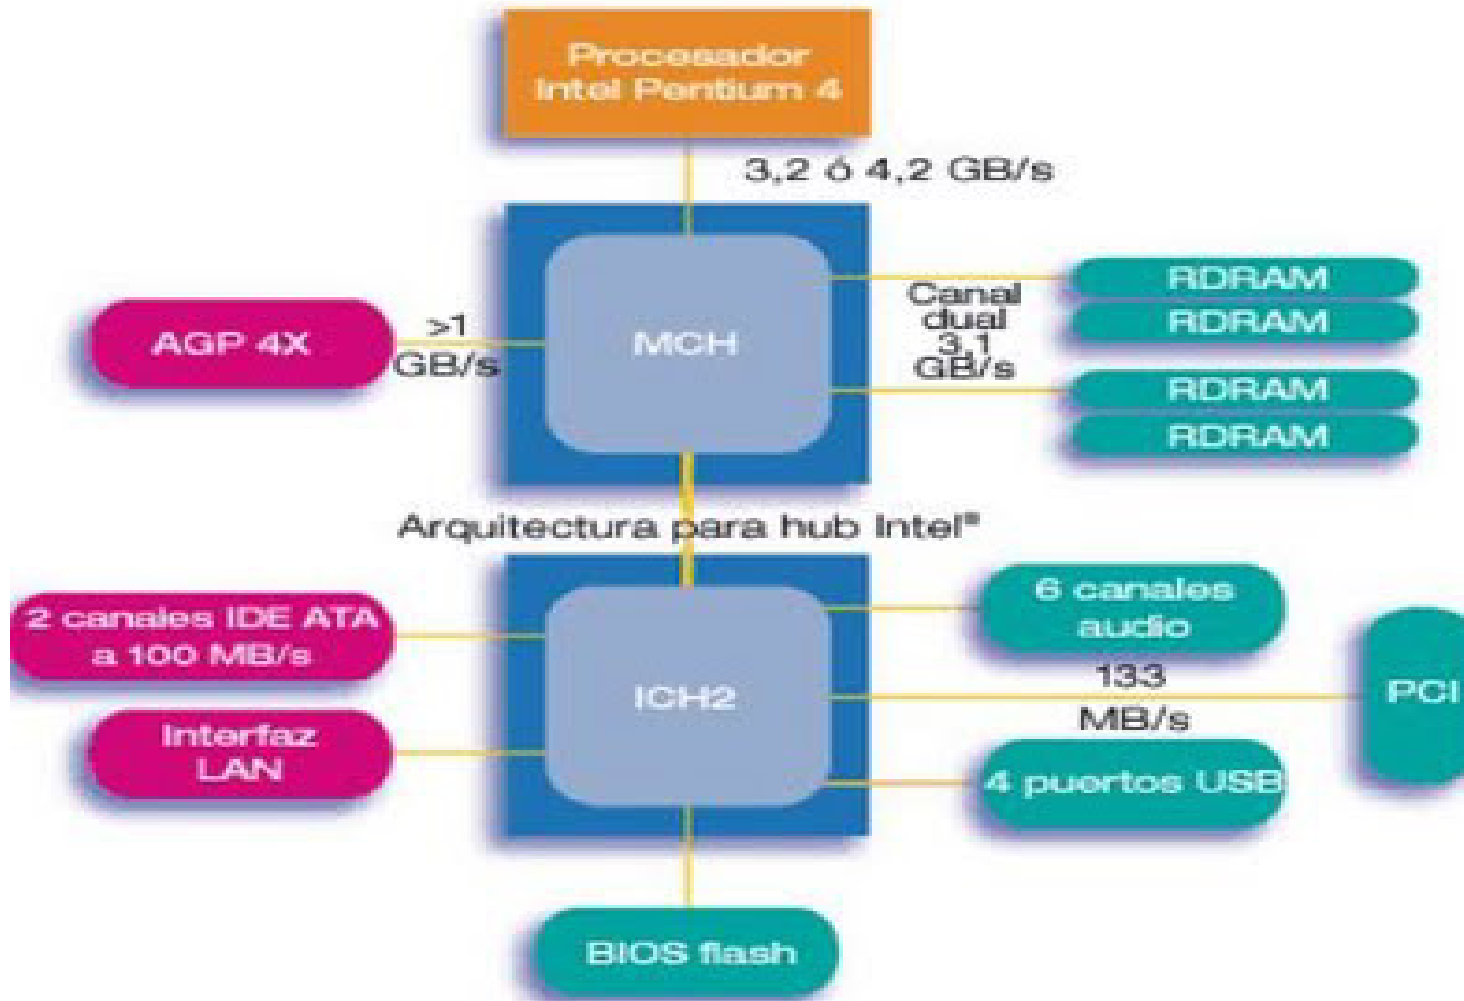 Procesador
Intel Pentium 4
3,2 ó 4,2 GB/s
AGP 4X
>1
GB/s
MCH
Canal
dual
3,1
GB/s
RDRAM
RDRAM
RDRAM
RDRAM
Arquitectura para hub Intel®
2 canales IDE ATA
a 100 MB/s
Interfaz
LAN
ICH2
6 canales
audio
133
MB/s
PCI
4 puertos USB
BIOS flash